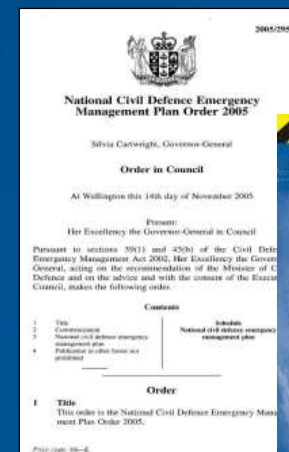 2005/295
National Civil Defence Emergency
Management Plan Order 2005
Silvia Cartwright, Governor-General
Order in Council
At Wellington this 14th day of November 2005
Present:
Her Excellency the Governor-General in Council
Pursuant to sections 39(1) and 45(b) of the Civil Defe
Emergency Management Act 2002, Her Excellency the Govern
General, acting on the recommendation of the Minister of C
Defence and on the advice and with the consent of the Execut
Council, makes the following order.
Contents
1 Title
2 Commencement
3 National civil defence emergency
management plan
4 Publication in other forms not
prohibited
Schedule
National civil defence emergency
management plan
Order
1 Title
This order is the National Civil Defence Emergency Mana
ment Plan Order 2005.
Price code: